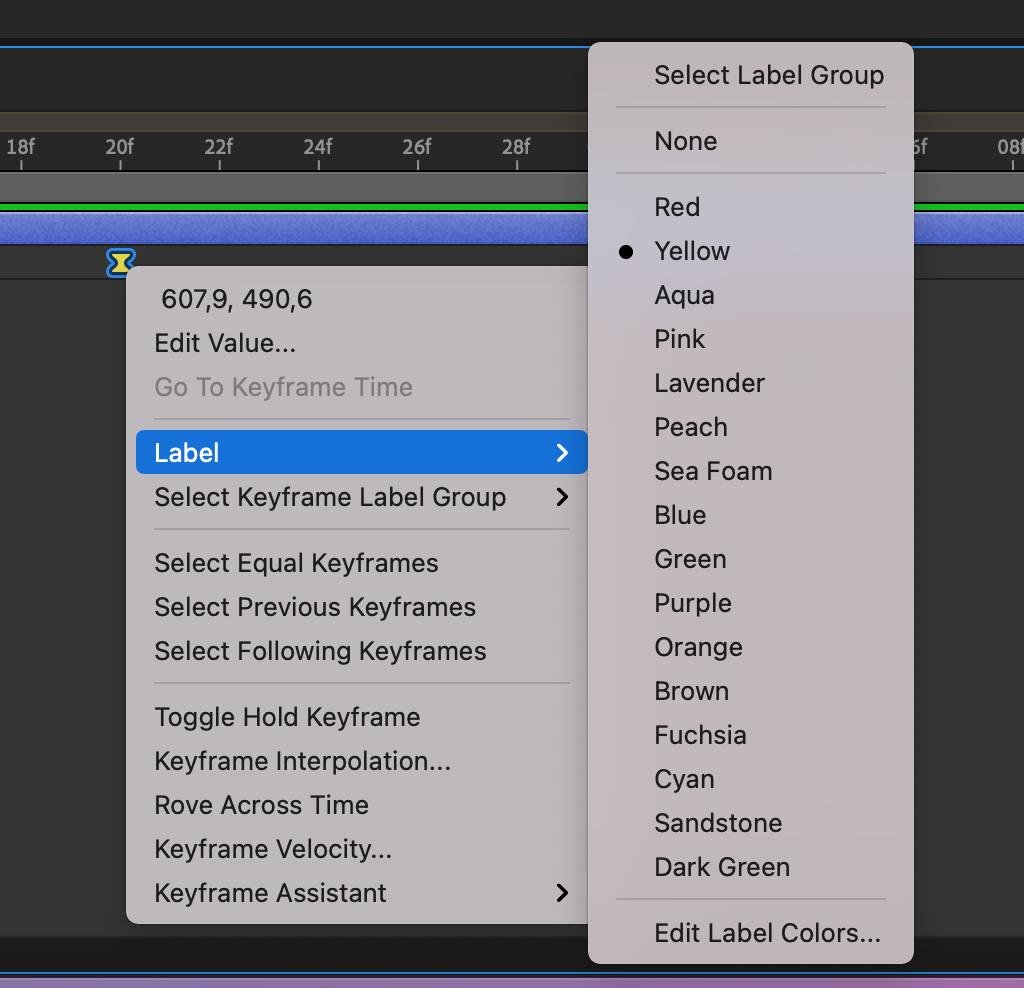 18f 20f 22f 24f 26f 28f 6f 08f
607,9, 490,6
Edit Value...
Go To Keyframe Time
Label
Select Keyframe Label Group
Select Equal Keyframes
Select Previous Keyframes
Select Following Keyframes
Toggle Hold Keyframe
Keyframe Interpolation...
Rove Across Time
Keyframe Velocity...
Keyframe Assistant
Select Label Group
None
Red
Yellow
Aqua
Pink
Lavender
Peach
Sea Foam
Blue
Green
Purple
Orange
Brown
Fuchsia
Cyan
Sandstone
Dark Green
Edit Label Colors...